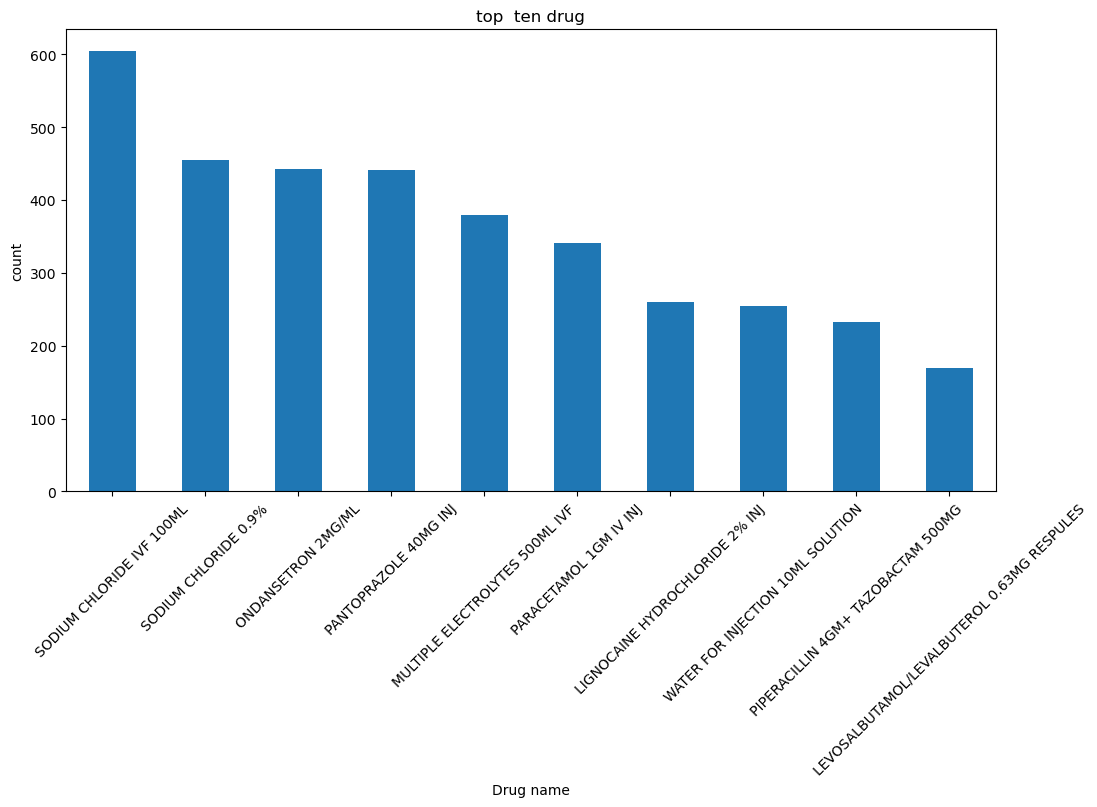 top  ten drug
count
600
500
400
300
200
100
0
SODIUM CHLORIDE IVF 100ML
SODIUM CHLORIDE 0.9%
ONDANSETRON 2MG/ML
PANTOPRAZOLE 40MG INJ
MULTIPLE ELECTROLYTES 500ML IVF
PARACETAMOL 1GM IV INJ
LIGNOCAINE HYDROCHLORIDE 2% INJ
WATER FOR INJECTION 10ML SOLUTION
PIPERACILLIN 4GM+ TAZOBACTAM 500MG
LEVOSALBUTAMOL/LEVALBUTEROL 0.63MG RESPULES
Drug name